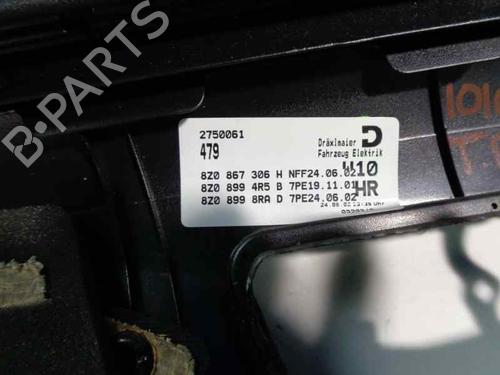 2750061
479
Dräxlmaier
Fahrzeug Elektrik
D
W10
8Z0 867 306 H NFF24.06.02
8Z0 899 4R5 B 7PE19.11.01
HR
8Z0 899 8RA D 7PE24.06.02
B-PARTS